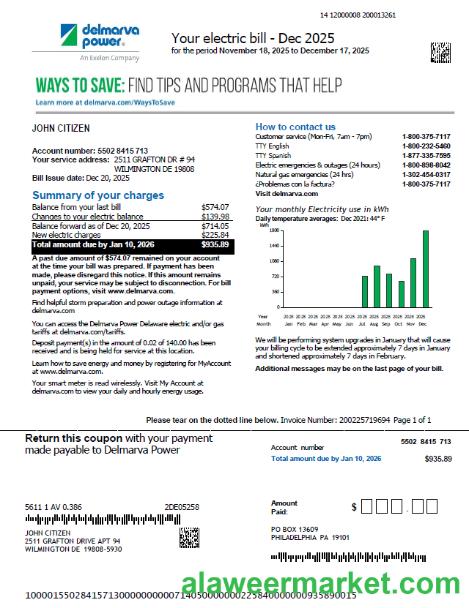 14 12000008 200013261
delmarva
power®
An Exelon Company
Your electric bill - Dec 2025
for the period November 18, 2025 to December 17, 2025
WAYS TO SAVE: FIND TIPS AND PROGRAMS THAT HELP
Learn more at delmarva.com/WaysToSave
JOHN CITIZEN
Account number: 5502 8415 713
Your service address: 2511 GRAFTON DR # 94
WILMINGTON DE 19808
Bill Issue date: Dec 20, 2025
Summary of your charges
Balance from your last bill $574.07
Changes to your electric balance $139.98
Balance forward as of Dec 20, 2025 $714.05
New electric charges $225.84
Total amount due by Jan 10, 2026 $935.89
A past due amount of $574.07 remained on your account
at the time your bill was prepared. If payment has been
made, please disregard this notice. If this amount remains
unpaid, your service may be subject to disconnection. For bill
payment options, visit www.delmarva.com.
Find helpful storm preparation and power outage information at
delmarva.com
You can access the Delmarva Delaware electric and/or gas
tariffs at delmarva.com/tariffs.
Deposit payment(s) in the amount of 0.02 of 140.00 has been
received and is being held for service at this location.
Learn how to save energy and money by registering for MyAccount
at www.delmarva.com.
Your smart meter is read wirelessly. Visit My Account at
delmarva.com to view your daily and hourly energy usage.
How to contact us
Customer service (Mon-Fri, 7am - 7pm) 1-800-375-7117
TTY English 1-800-232-5460
TTY Spanish 1-877-335-7595
Electric emergencies & outages (24 hours) 1-800-898-8042
Natural gas emergencies (24 hrs) 1-302-454-0317
¿Problemas con la factura? 1-800-375-7117
Visit delmarva.com
Your monthly Electricity use in kWh
Daily temperature averages: Dec 2021: 44° F
kWh
1800
1440
1080
720
360
0
Year
Month Jan Feb Mar Apr May Jun Jul Aug Sep Oct Nov Dec
We will be performing system upgrades in January that will cause
your billing cycle to be extended approximately 7 days in January
and shortened approximately 7 days in February.
Additional messages may be on the last page of your bill.
Please tear on the dotted line below. Invoice Number: 200225719694 Page 1 of 1
Return this coupon with your payment
made payable to Delmarva Power
5502 8415 713
Account number
Total amount due by Jan 10, 2026 $935.89
5611 1 AV 0.386 2DE05258
JOHN CITIZEN
2511 GRAFTON DRIVE APT 94
WILMINGTON DE 19808-5930
Amount
Paid:
$ .
PO BOX 13609
PHILADELPHIA PA 19101
alaweermarket.com